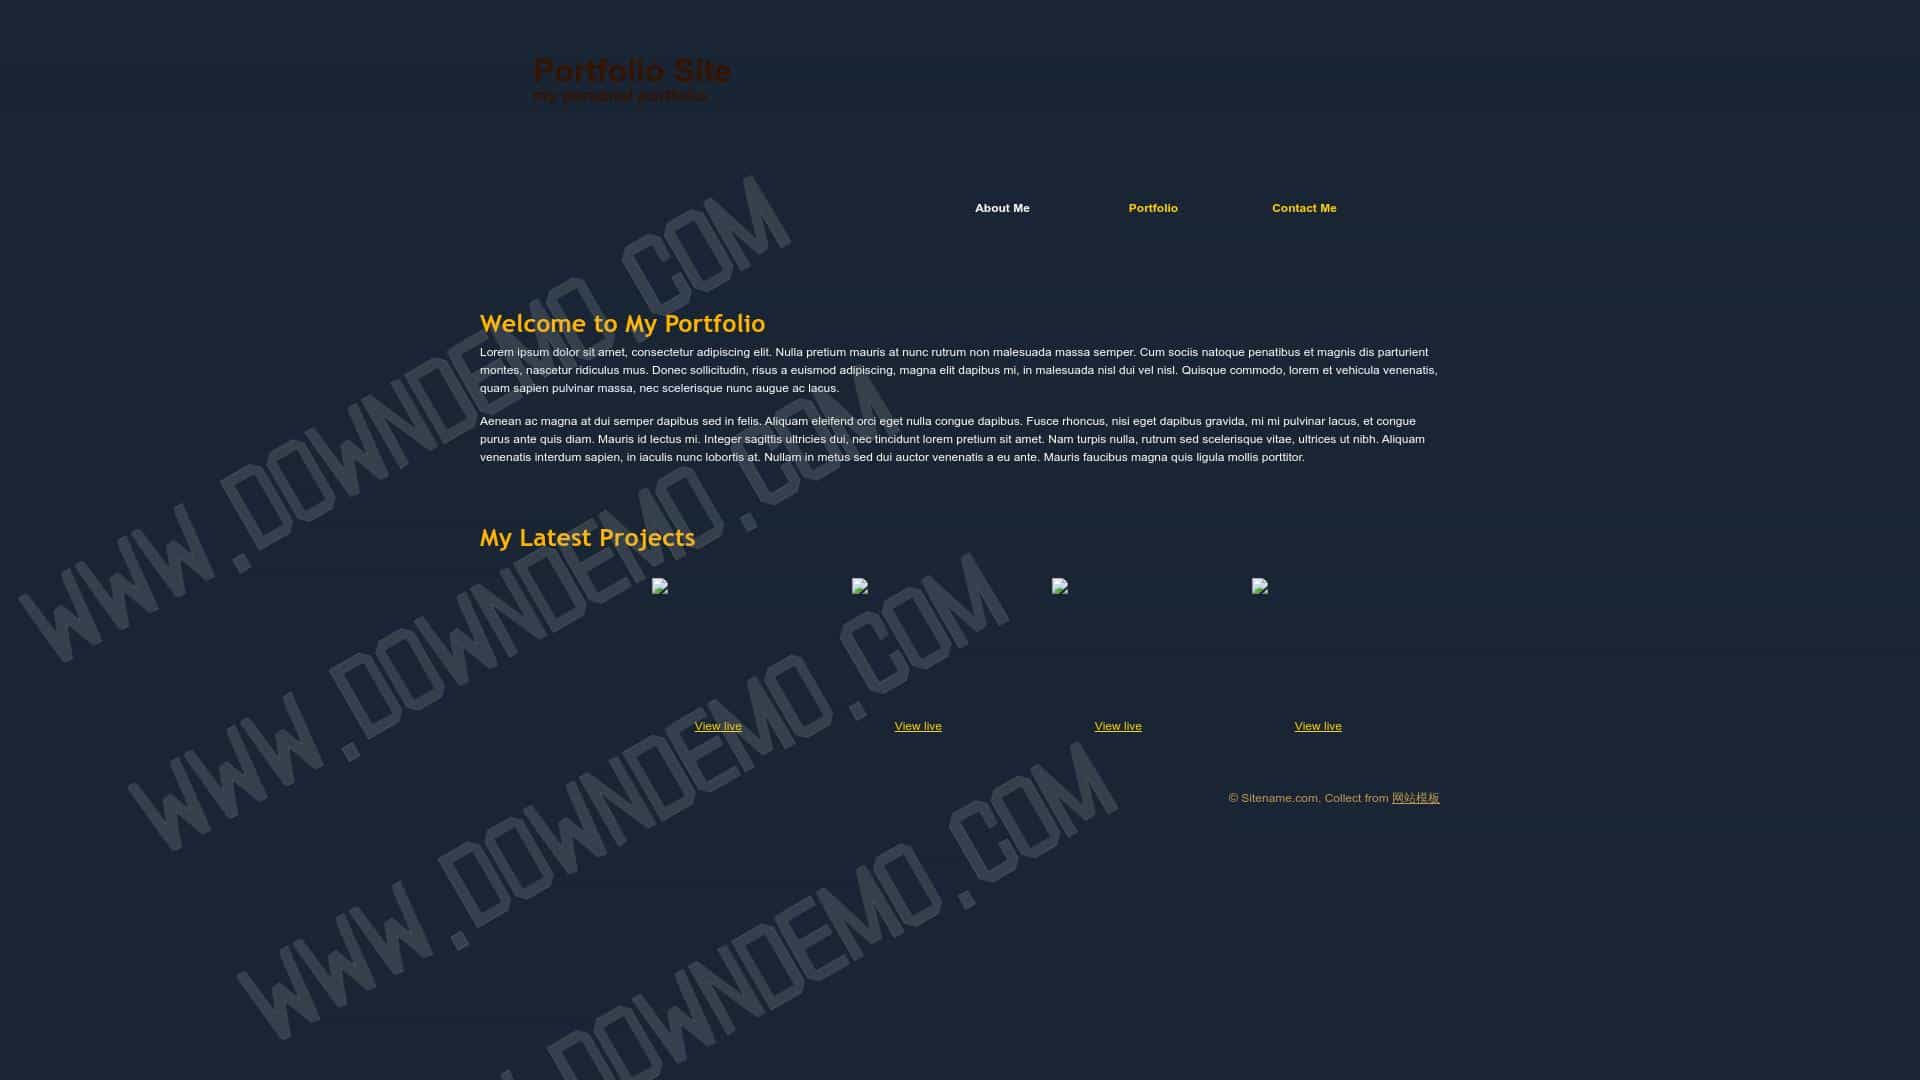 Portfolio Site
my personal portfolio
About Me
Portfolio
Contact Me
Welcome to My Portfolio
Lorem ipsum dolor sit amet, consectetur adipiscing elit. Nulla pretium mauris at nunc rutrum non malesuada massa semper. Cum sociis natoque penatibus et magnis dis parturient
montes, nascetur ridiculus mus. Donec sollicitudin, risus a euismod adipiscing, magna elit dapibus mi, in malesuada nisl dui vel nisl. Quisque commodo, lorem et vehicula venenatis,
quam sapien pulvinar massa, nec scelerisque nunc augue ac lacus.
Aenean ac magna at dui semper dapibus sed in felis. Aliquam eleifend orci eget nulla congue dapibus. Fusce rhoncus, nisi eget dapibus gravida, mi mi pulvinar lacus, et congue
purus ante quis diam. Mauris id lectus mi. Integer sagittis ultricies dui, nec tincidunt lorem pretium sit amet. Nam turpis nulla, rutrum sed scelerisque vitae, ultrices ut nibh. Aliquam
venenatis interdum sapien, in iaculis nunc lobortis at. Nullam in metus sed dui auctor venenatis a eu ante. Mauris faucibus magna quis ligula mollis porttitor.
My Latest Projects
View live
View live
View live
View live
© Sitename.com. Collect from 网站模板
WWW.DOWNDEMO.COM
WWW.DOWNDEMO.COM
WWW.DOWNDEMO.COM
.DOWNDEMO.COM